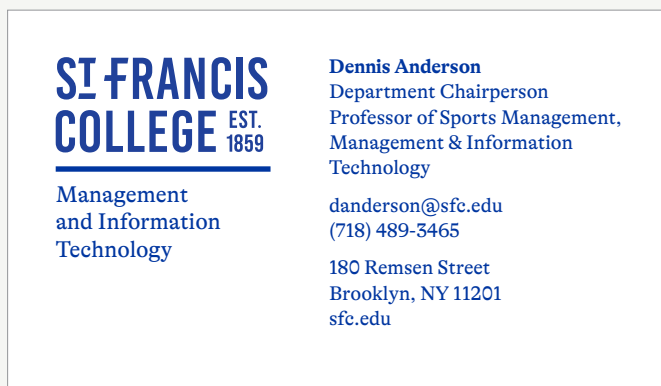 ST FRANCIS
COLLEGE EST. 1859
Management
and Information
Technology
Dennis Anderson
Department Chairperson
Professor of Sports Management,
Management & Information
Technology
danderson@sfc.edu
(718) 489-3465
180 Remsen Street
Brooklyn, NY 11201
sfc.edu